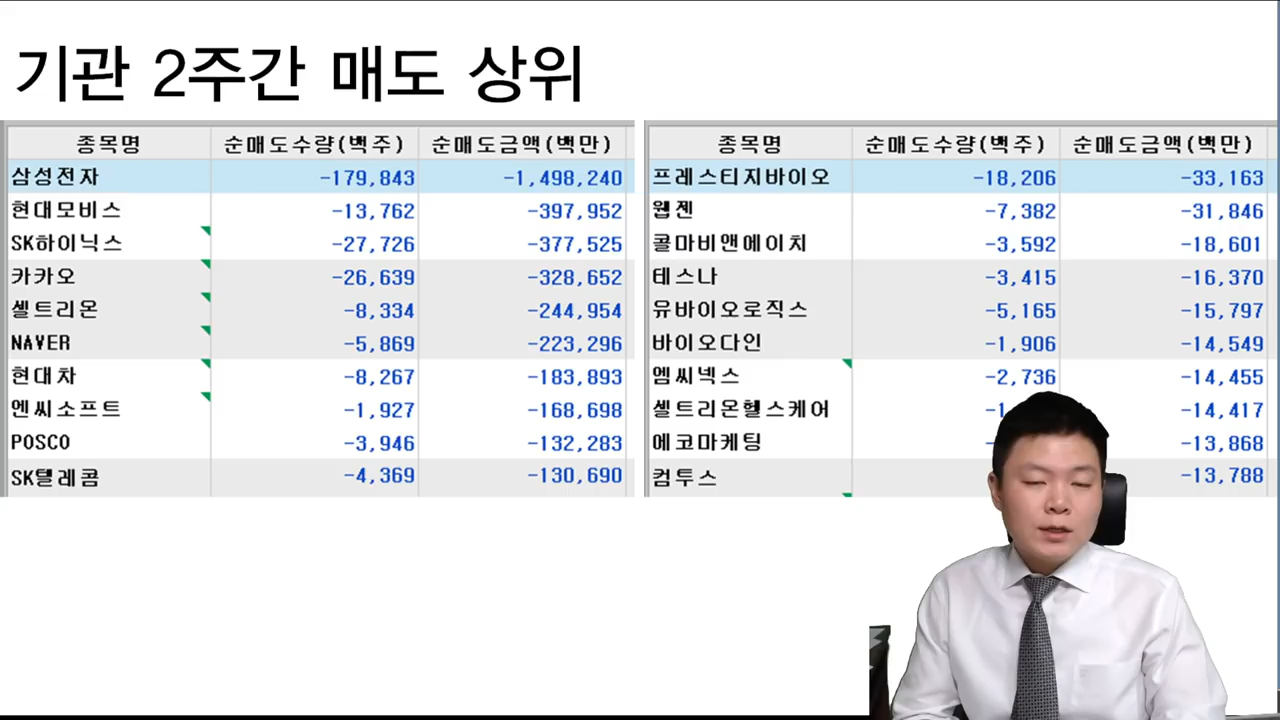 기관 2주간 매도 상위
종목명 순매도수량(백주) 순매도금액(백만)
삼성전자 -179,843 -1,498,240
현대모비스 -13,762 -397,952
SK하이닉스 -27,726 -377,525
카카오 -26,639 -328,652
셀트리온 -8,334 -244,954
NAVER -5,869 -223,296
현대차 -8,267 -183,893
엔씨소프트 -1,927 -168,698
POSCO -3,946 -132,283
SK텔레콤 -4,369 -130,690
종목명 순매도수량(백주) 순매도금액(백만)
프레스티지바이오 -18,206 -33,163
웹젠 -7,382 -31,846
콜마비앤에이치 -3,592 -18,601
테스나 -3,415 -16,370
유바이오로직스 -5,165 -15,797
바이오다인 -1,906 -14,549
엠씨넥스 -2,736 -14,455
셀트리온헬스케어 -14,417
에코마케팅 -13,868
컴투스 -13,788